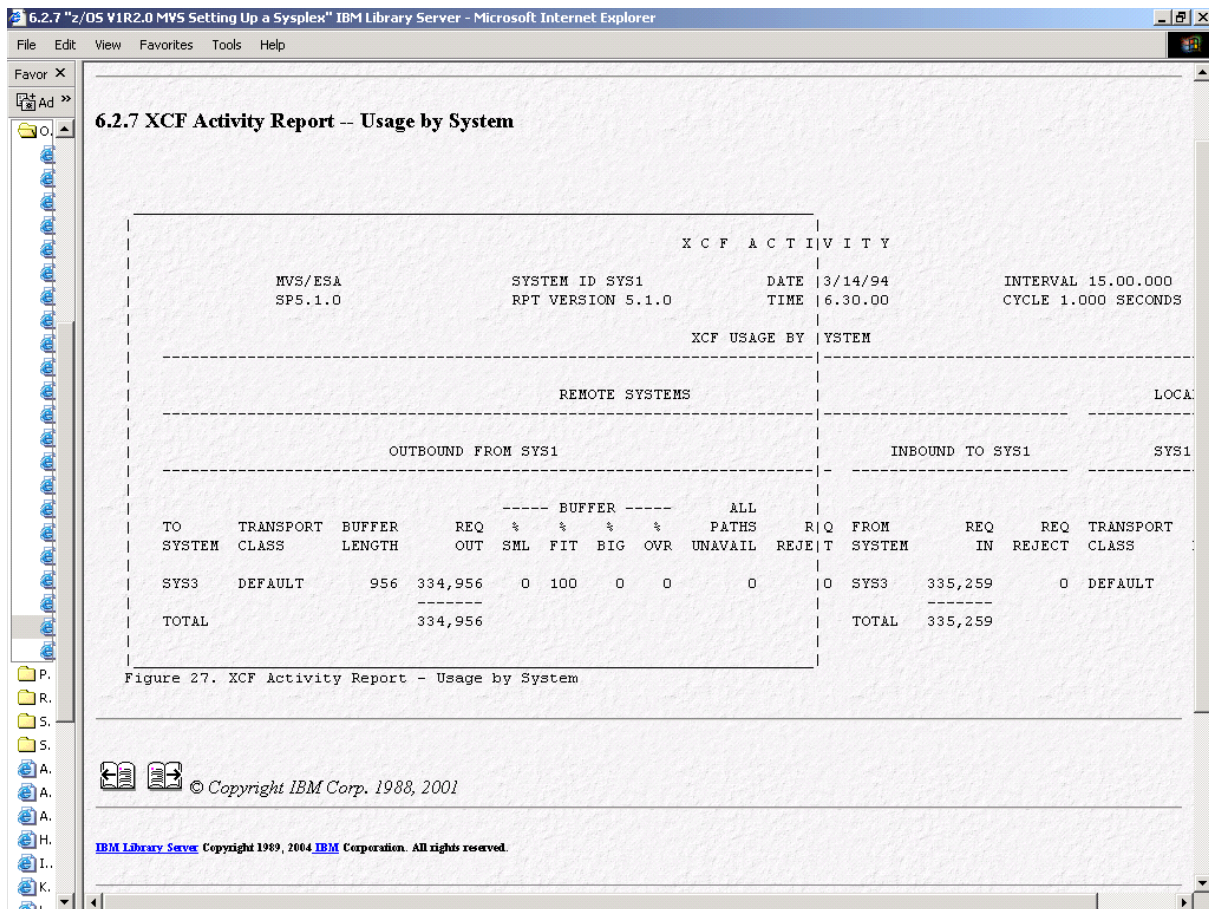 6.2.7 "z/OS V1R2.0 MVS Setting Up a Sysplex" IBM Library Server - Microsoft Internet Explorer
File Edit View Favorites Tools Help
Favor X
Ad »
O.
6.2.7 XCF Activity Report -- Usage by System
X C F A C T I|V I T Y
MVS/ESA SYSTEM ID SYS1 DATE |3/14/94 INTERVAL 15.00.000
SP5.1.0 RPT VERSION 5.1.0 TIME |6.30.00 CYCLE 1.000 SECONDS
XCF USAGE BY |YSTEM
REMOTE SYSTEMS LOCA
OUTBOUND FROM SYS1 INBOUND TO SYS1 SYS1
----- BUFFER ----- ALL
TO TRANSPORT BUFFER REQ % % % % PATHS R|Q FROM REQ REQ TRANSPORT
SYSTEM CLASS LENGTH OUT SML FIT BIG OVR UNAVAIL REJE|T SYSTEM IN REJECT CLASS
SYS3 DEFAULT 956 334,956 0 100 0 0 0 |0 SYS3 335,259 0 DEFAULT
------- -------
TOTAL 334,956 TOTAL 335,259
Figure 27. XCF Activity Report - Usage by System
P.
R.
S.
S.
A.
A.
A.
H.
I..
K.
© Copyright IBM Corp. 1988, 2001
IBM Library Server Copyright 1989, 2004 IBM Corporation. All rights reserved.